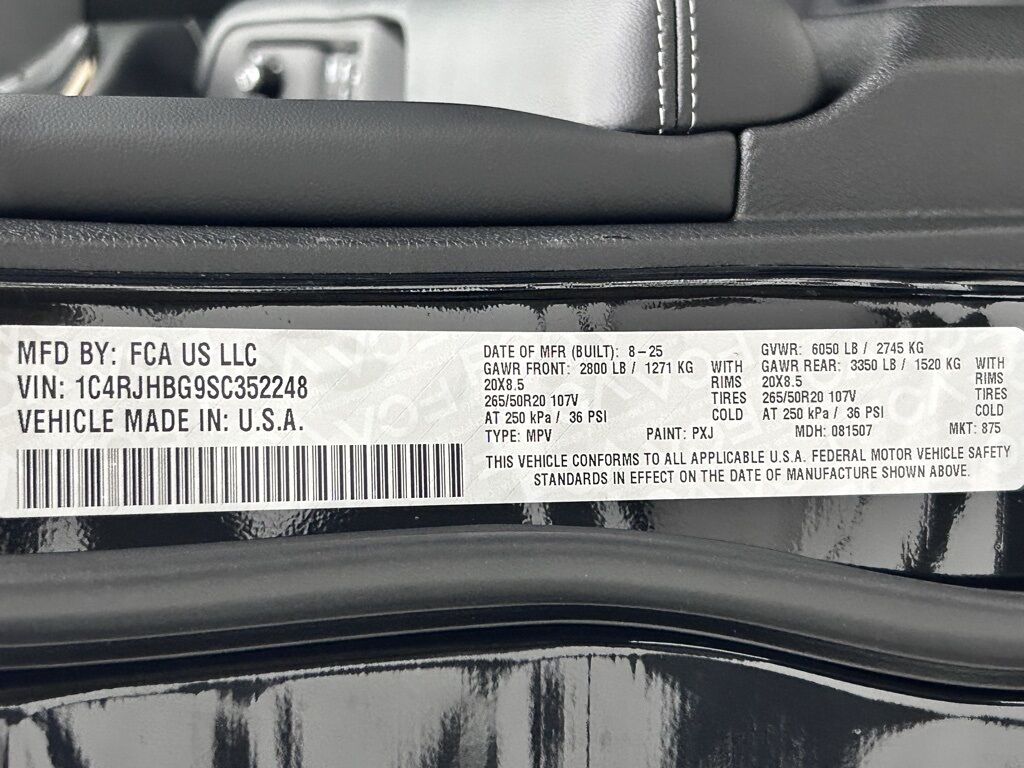 MFD BY: FCA US LLC
VIN: 1C4RJHBG9SC352248
VEHICLE MADE IN: U.S.A.
DATE OF MFR (BUILT): 8-25
GAWR FRONT: 2800 LB / 1271 KG WITH
20X8.5 RIMS
265/50R20 107V TIRES
AT 250 kPa / 36 PSI COLD
TYPE: MPV PAINT: PXJ
GVWR: 6050 LB / 2745 KG
GAWR REAR: 3350 LB / 1520 KG WITH
20X8.5 RIMS
265/50R20 107V TIRES
AT 250 kPa / 36 PSI COLD
MDH: 081507 MKT: 875
THIS VEHICLE CONFORMS TO ALL APPLICABLE U.S.A. FEDERAL MOTOR VEHICLE SAFETY
STANDARDS IN EFFECT ON THE DATE OF MANUFACTURE SHOWN ABOVE.